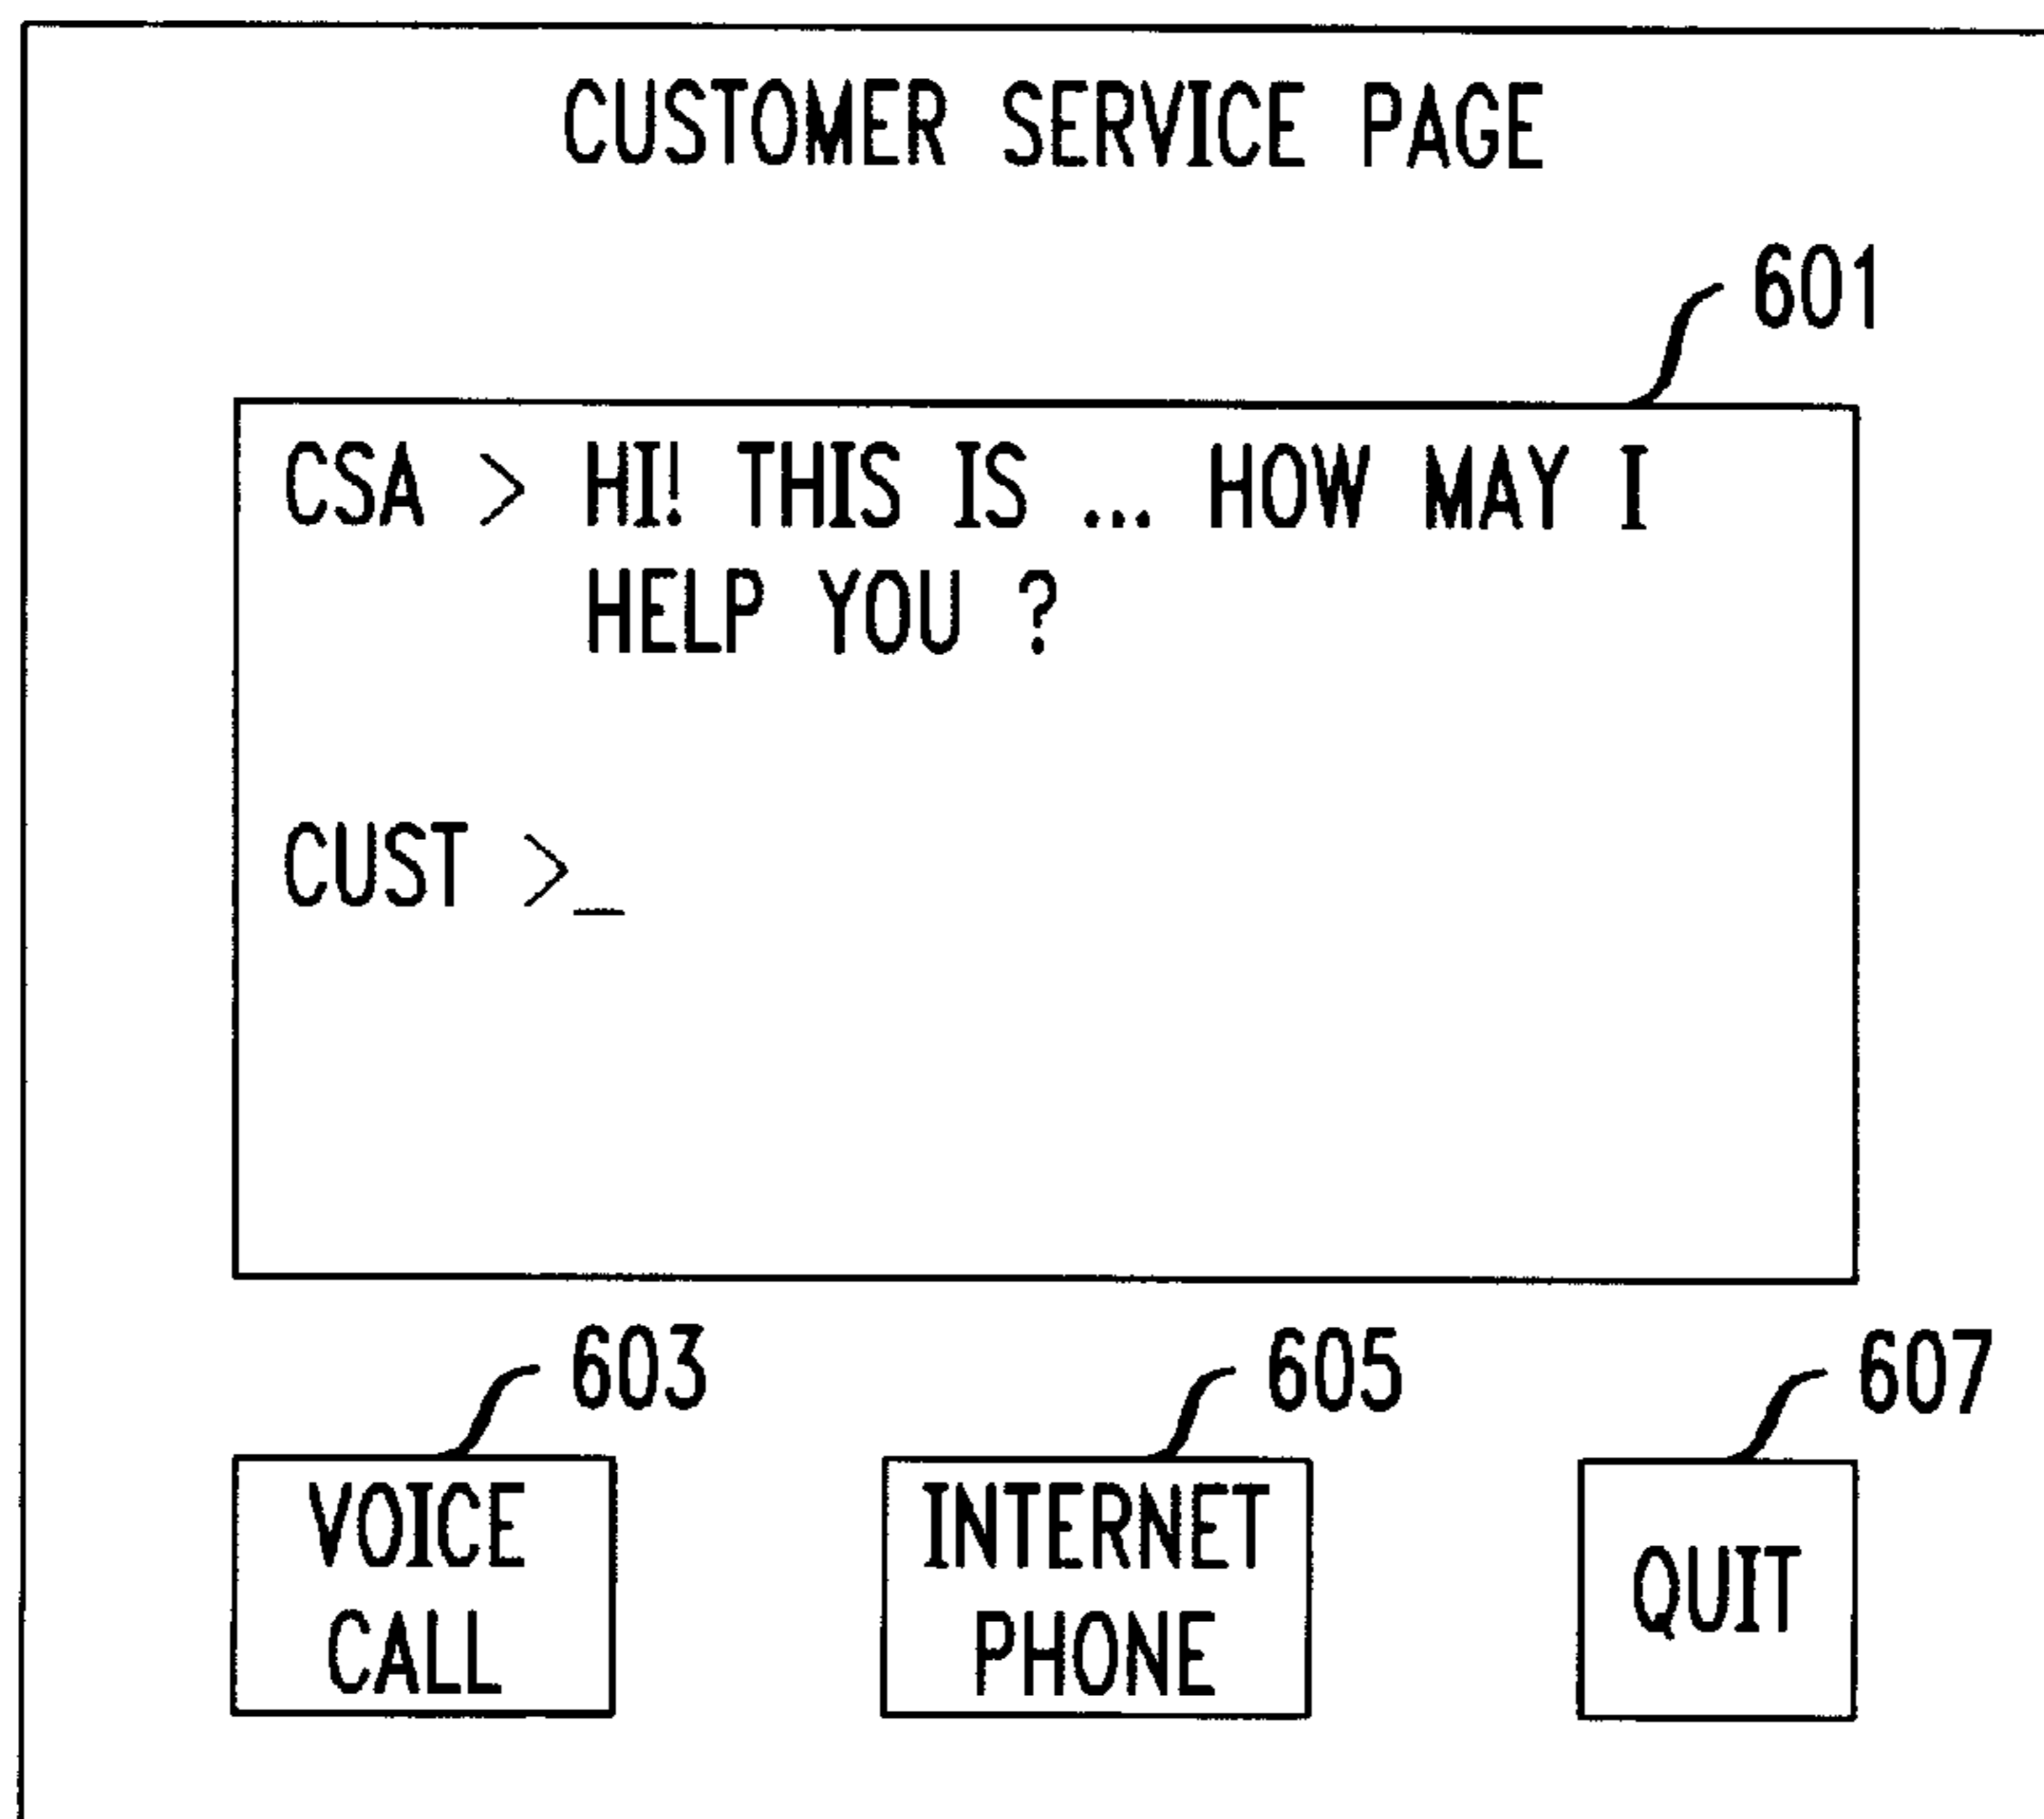 CUSTOMER SERVICE PAGE
601
CSA > HI! THIS IS ... HOW MAY I
HELP YOU ?
CUST >_
603
605
607
VOICE
CALL
INTERNET
PHONE
QUIT